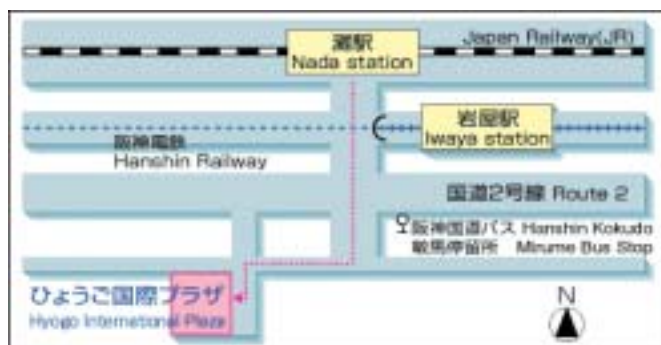 灘駅
Nada station
Japan Railway(JR)
岩屋駅
Iwaya station
阪神電鉄
Hanshin Railway
国道2号線 Route 2
阪神国道バス Hanshin Kokudo
敏馬停留所 Mirume Bus Stop
ひょうご国際プラザ
Hyogo International Plaza
N